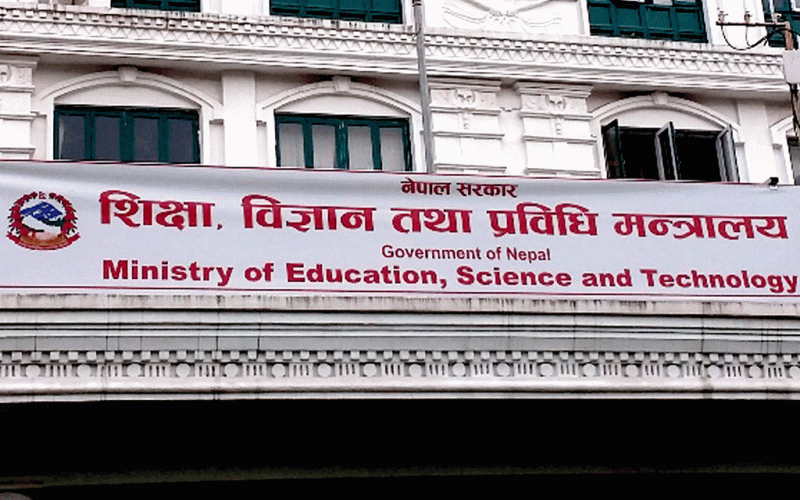 नेपाल सरकार
शिक्षा, विज्ञान तथा प्रविधि मन्त्रालय
Government of Nepal
Ministry of Education, Science and Technology